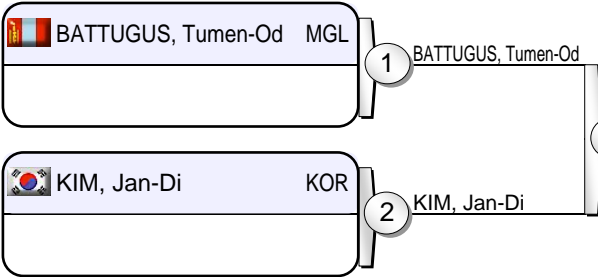 BATTUGUS, Tumen-Od MGL
1
BATTUGUS, Tumen-Od
KIM, Jan-Di KOR
2
KIM, Jan-Di